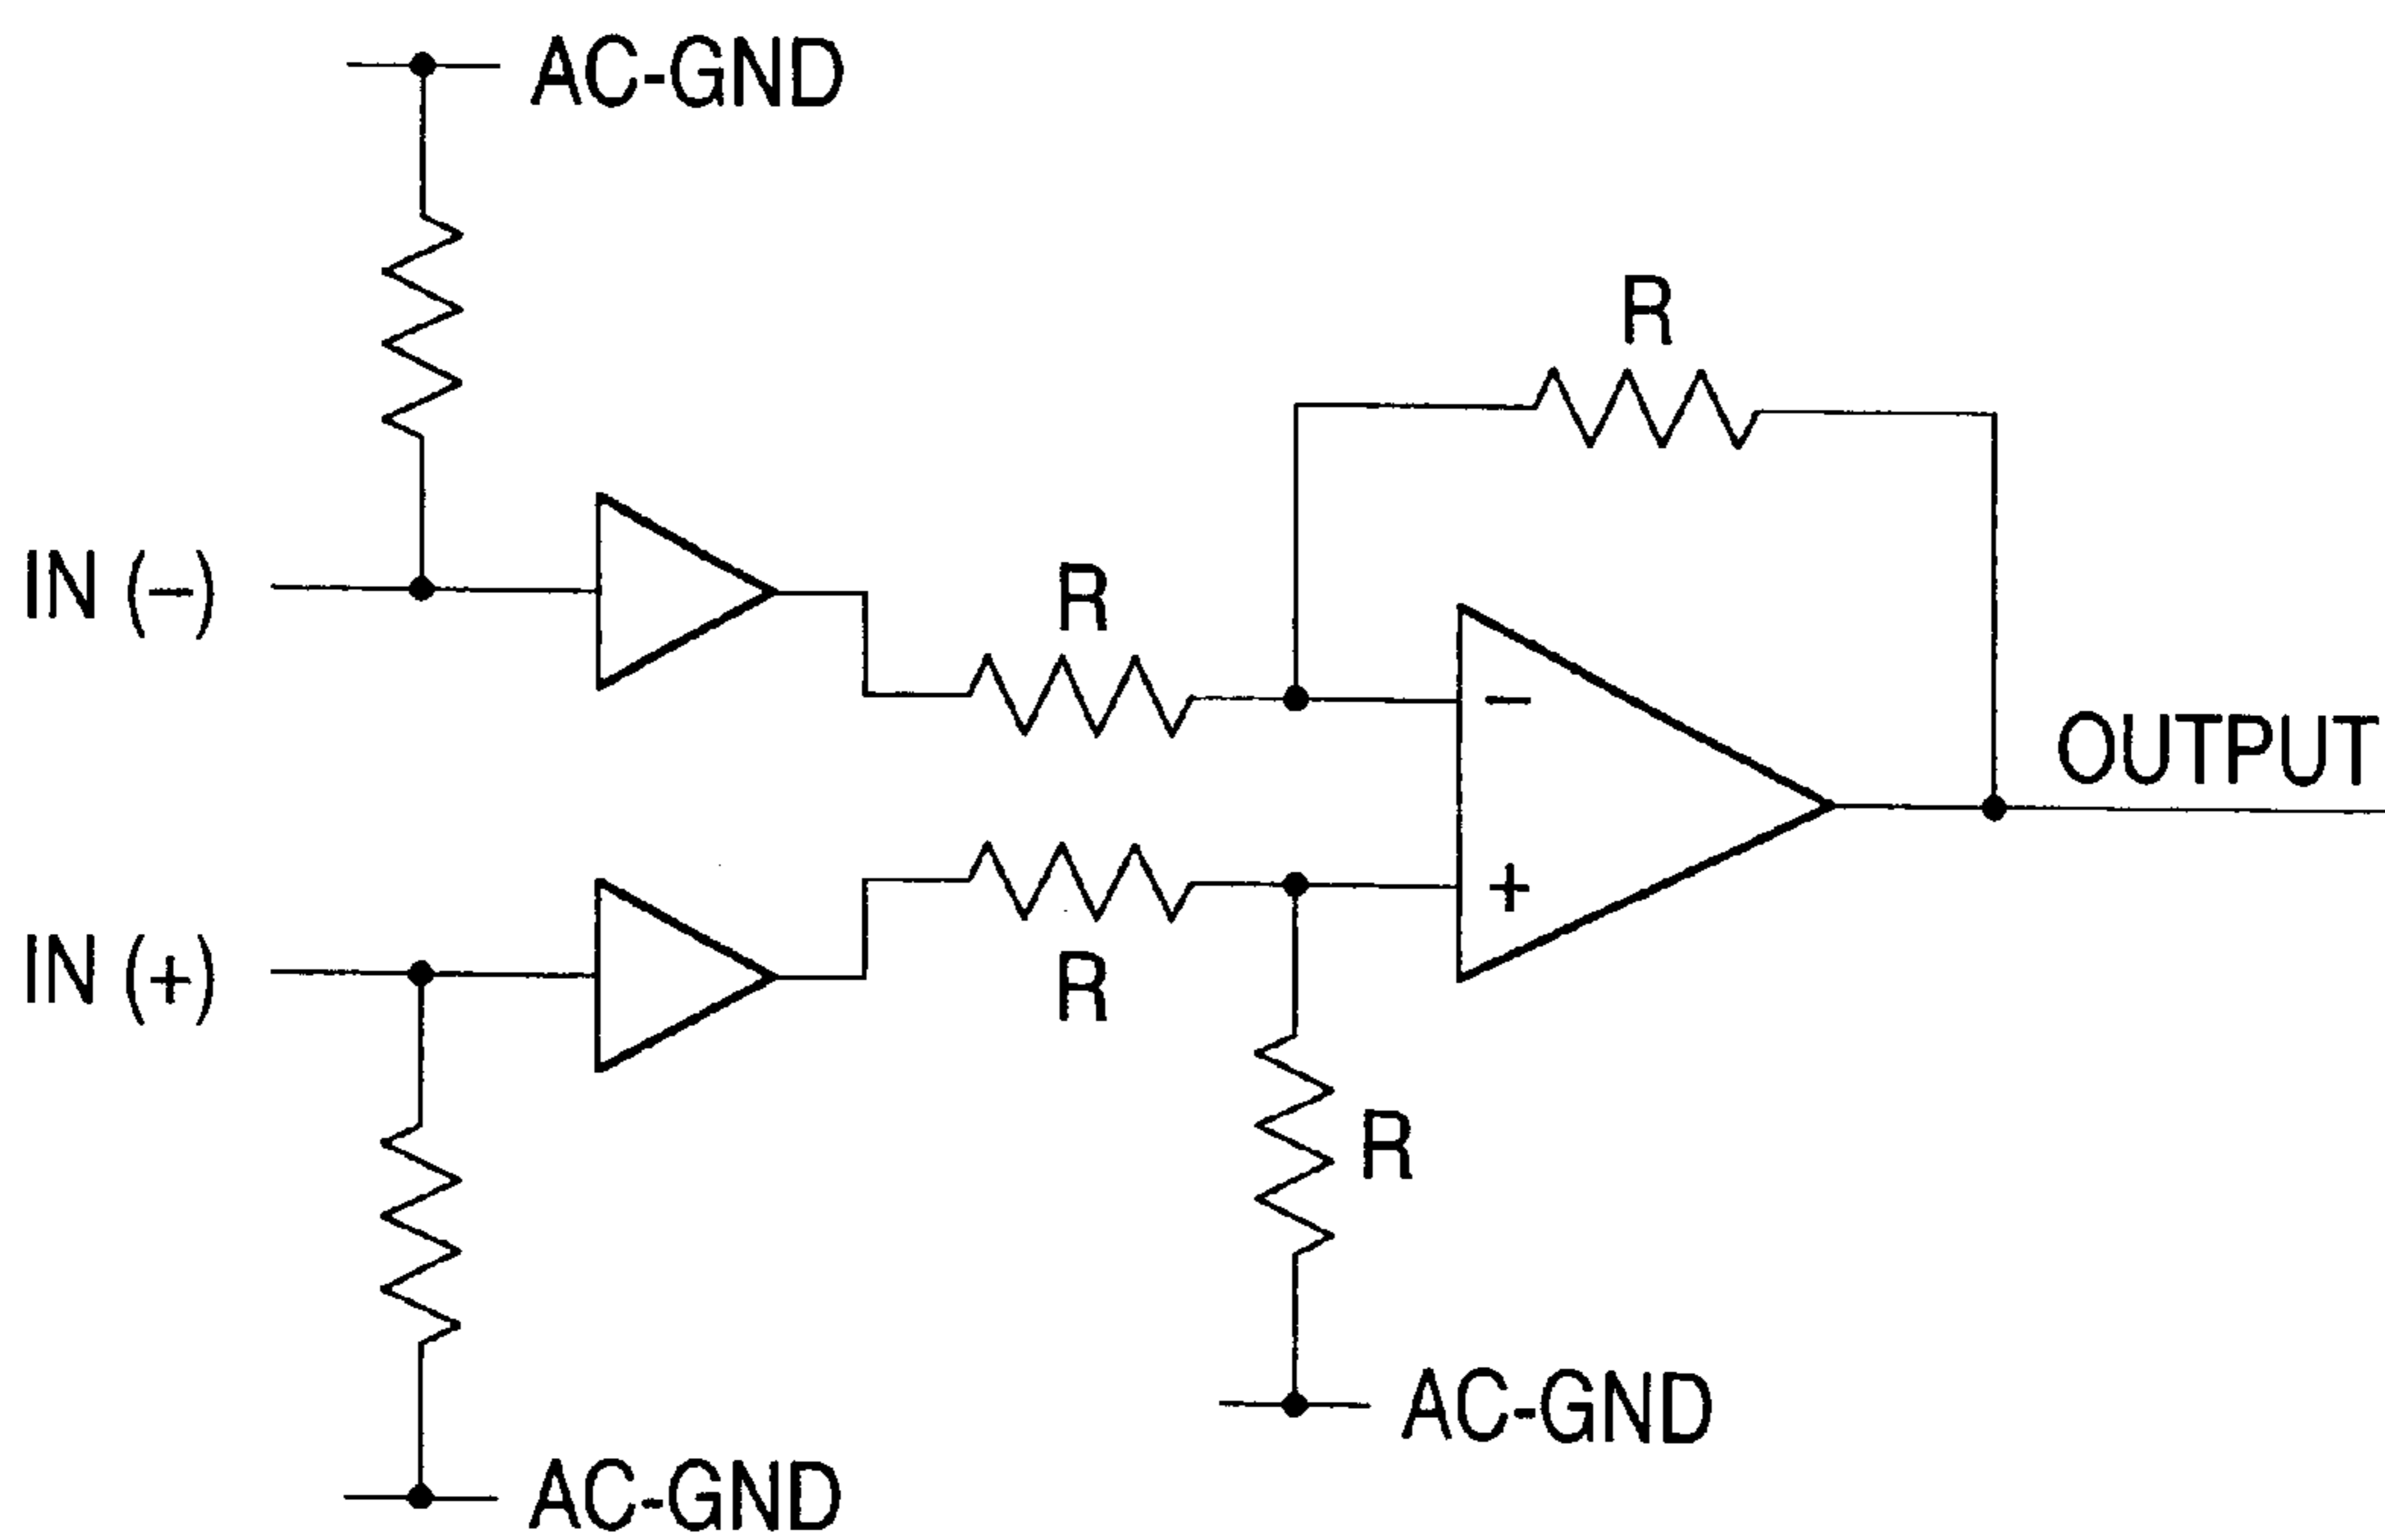 AC-GND
R
IN (−)
R
−
OUTPUT
+
IN (+)
R
R
AC-GND
AC-GND